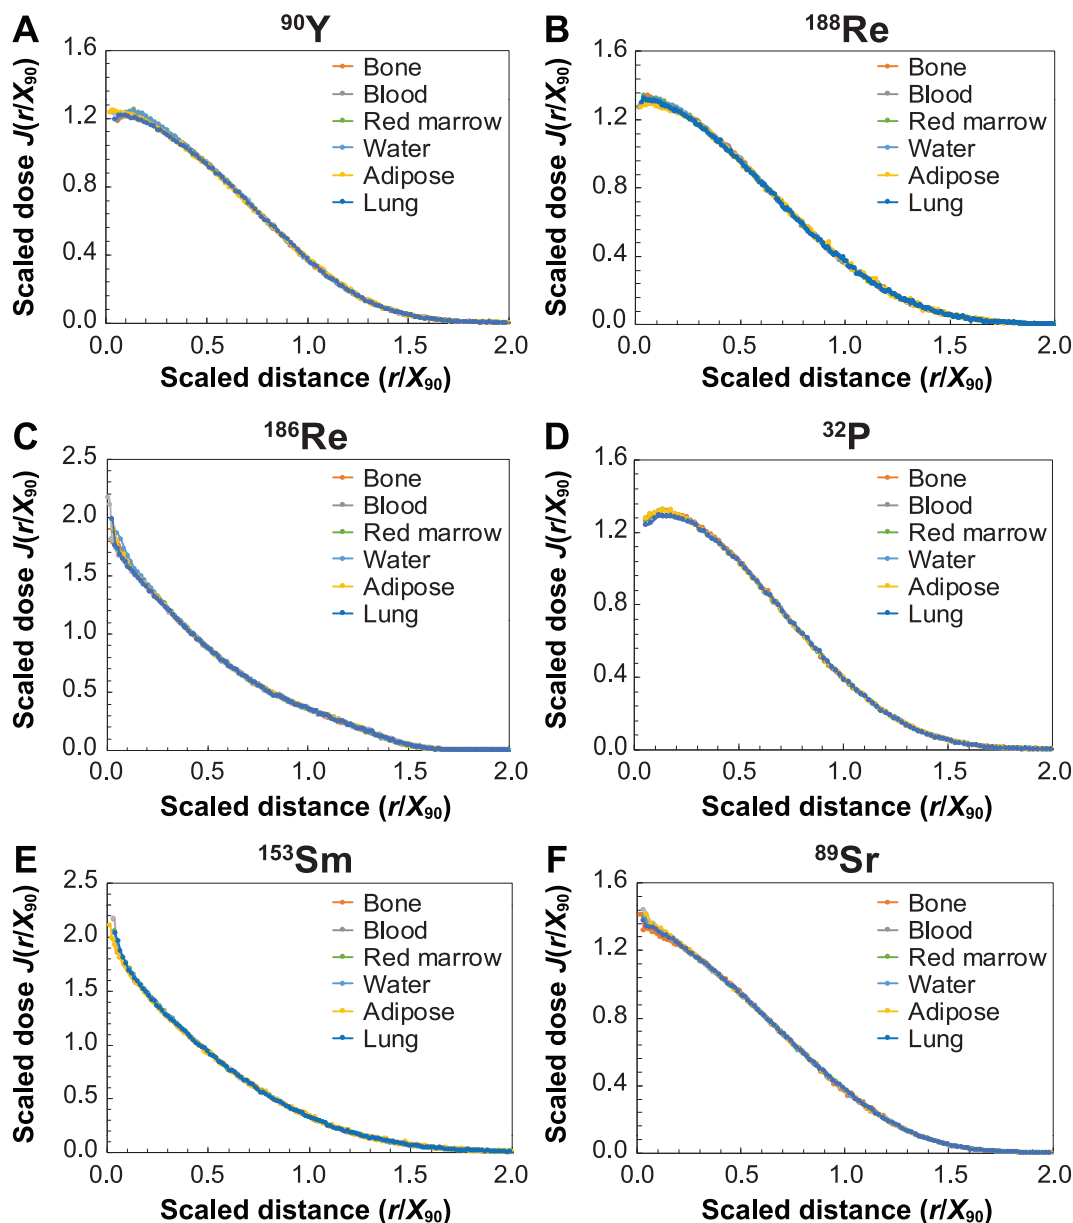 A
⁹⁰Y
Scaled dose J(r/X₉₀)
1.6
1.2
0.8
0.4
0.0
Bone
Blood
Red marrow
Water
Adipose
Lung
0.0 0.5 1.0 1.5 2.0
Scaled distance (r/X₉₀)
B
¹⁸⁸Re
Scaled dose J(r/X₉₀)
1.6
1.2
0.8
0.4
0.0
Bone
Blood
Red marrow
Water
Adipose
Lung
0.0 0.5 1.0 1.5 2.0
Scaled distance (r/X₉₀)
C
¹⁸⁶Re
Scaled dose J(r/X₉₀)
2.5
2.0
1.5
1.0
0.5
0.0
Bone
Blood
Red marrow
Water
Adipose
Lung
0.0 0.5 1.0 1.5 2.0
Scaled distance (r/X₉₀)
D
³²P
Scaled dose J(r/X₉₀)
1.6
1.2
0.8
0.4
0.0
Bone
Blood
Red marrow
Water
Adipose
Lung
0.0 0.5 1.0 1.5 2.0
Scaled distance (r/X₉₀)
E
¹⁵³Sm
Scaled dose J(r/X₉₀)
2.5
2.0
1.5
1.0
0.5
0.0
Bone
Blood
Red marrow
Water
Adipose
Lung
0.0 0.5 1.0 1.5 2.0
Scaled distance (r/X₉₀)
F
⁸⁹Sr
Scaled dose J(r/X₉₀)
1.6
1.2
0.8
0.4
0.0
Bone
Blood
Red marrow
Water
Adipose
Lung
0.0 0.5 1.0 1.5 2.0
Scaled distance (r/X₉₀)